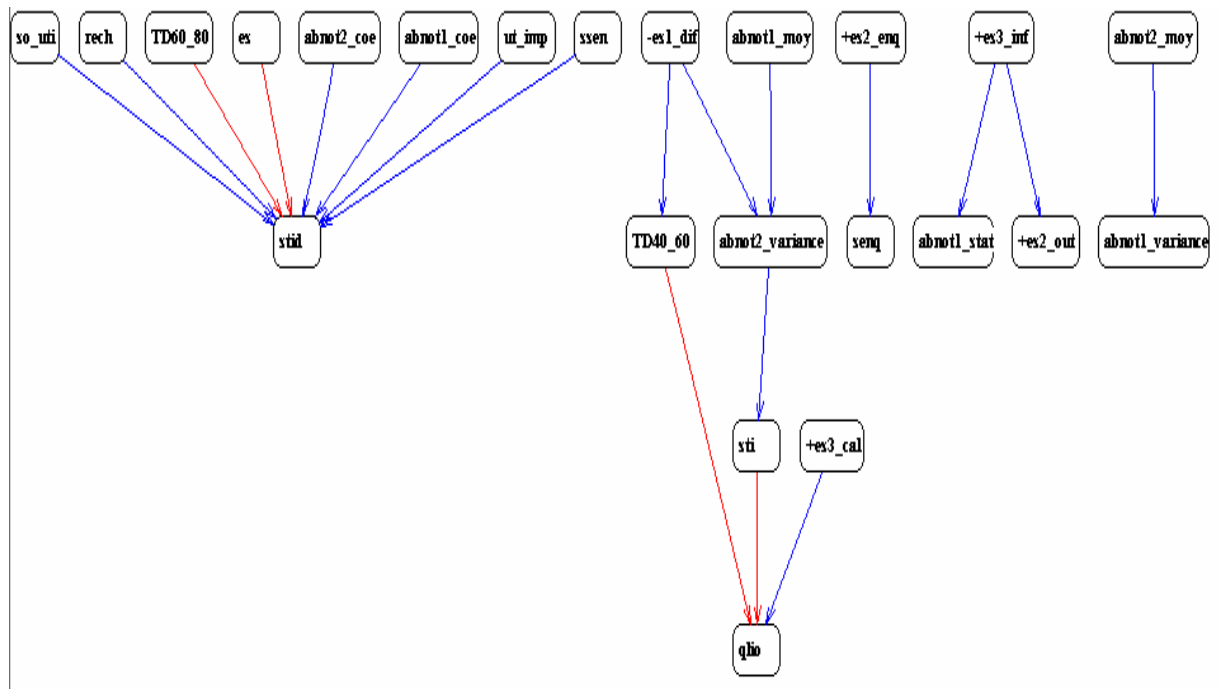 so_uti
rech
TD60_80
es
abnot2_coe
abnot1_coe
ut_imp
ssen
-es1_dif
abnot1_moy
+es2_enq
+es3_inf
abnot2_moy
stid
TD40_60
abnot2_variance
senq
abnot1_stat
+es2_out
abnot1_variance
sti
+es3_cal
qlio